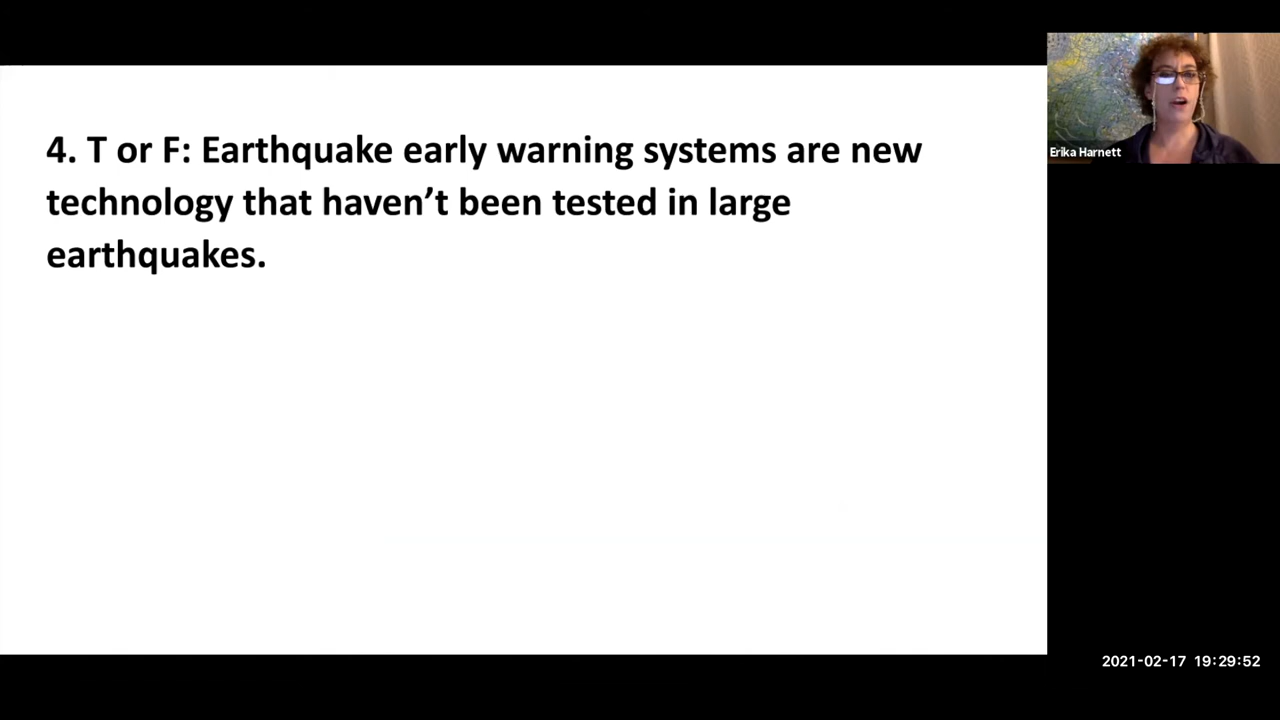 4. T or F: Earthquake early warning systems are new
technology that haven’t been tested in large
earthquakes.
Erika Harnett
2021-02-17 19:29:52